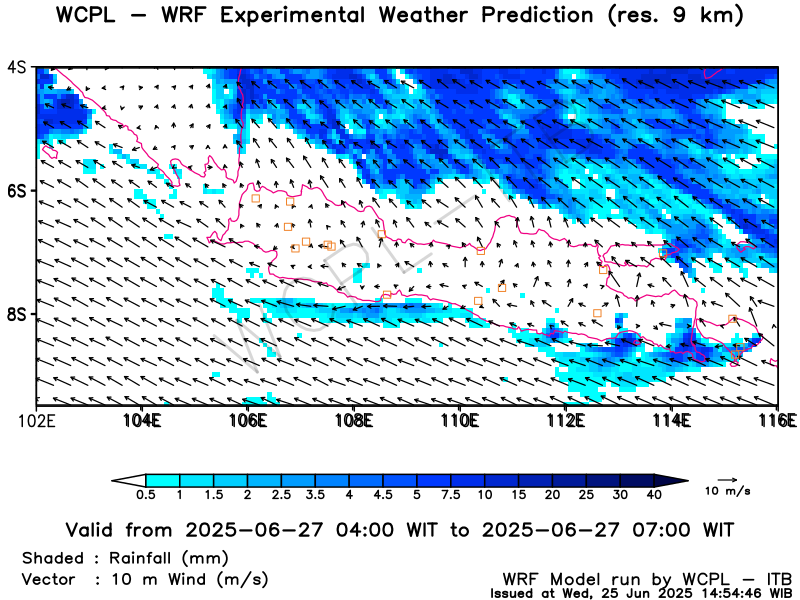 WCPL — WRF Experimental Weather Prediction (res. 9 km)
4S
6S
8S
WCPL
102E 104E 106E 108E 110E 112E 114E 116E
0.5 1 1.5 2 2.5 3.5 4 4.5 5 7.5 10 15 20 25 30 40
10 m/s
Valid from 2025-06-27 04:00 WIT to 2025-06-27 07:00 WIT
Shaded : Rainfall (mm)
Vector : 10 m Wind (m/s)
WRF Model run by WCPL — ITB
Issued at Wed, 25 Jun 2025 14:54:46 WIB